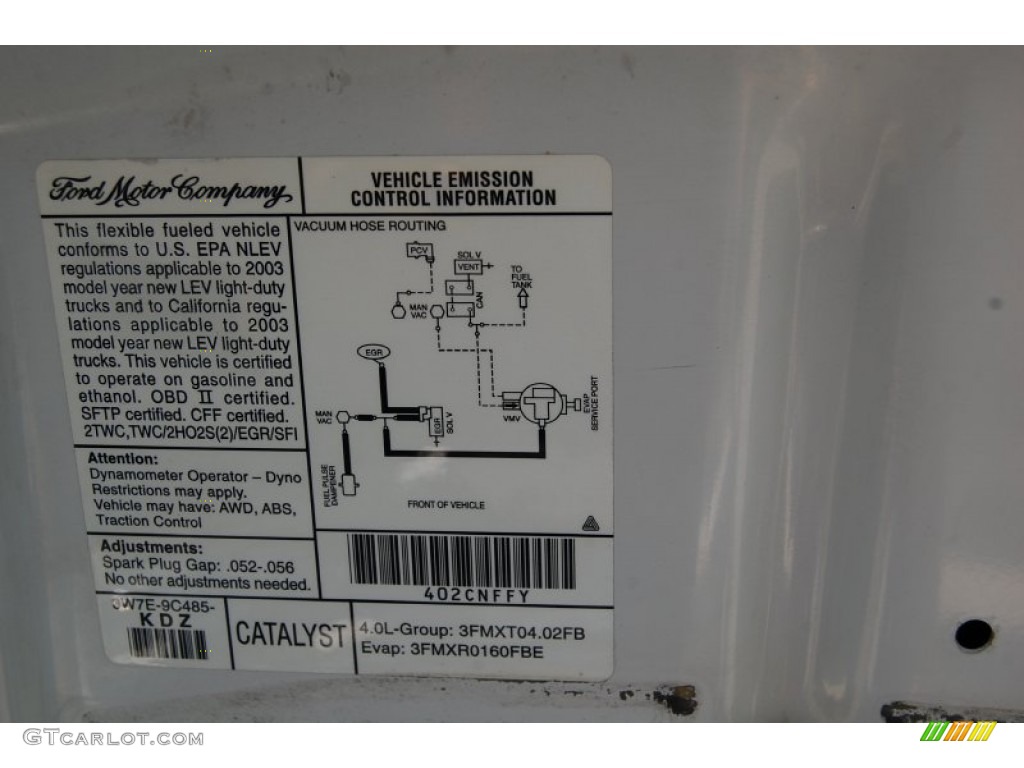 Ford Motor Company
VEHICLE EMISSION
CONTROL INFORMATION
This flexible fueled vehicle
conforms to U.S. EPA NLEV
regulations applicable to 2003
model year new LEV light-duty
trucks and to California regu-
lations applicable to 2003
model year new LEV light-duty
trucks. This vehicle is certified
to operate on gasoline and
ethanol. OBD II certified.
SFTP certified. CFF certified.
2TWC,TWC/2HO2S(2)/EGR/SFI
Attention:
Dynamometer Operator – Dyno
Restrictions may apply.
Vehicle may have: AWD, ABS,
Traction Control
Adjustments:
Spark Plug Gap: .052-.056
No other adjustments needed.
3W7E-9C485-
KDZ
VACUUM HOSE ROUTING
PCV
SOL V
VENT
TO
FUEL
TANK
CAN
MAN
VAC
EGR
MAN
VAC
EGR
SOL V
VMV
EVAP
SERVICE PORT
FUEL PULSE
DAMPENER
FRONT OF VEHICLE
402CNFFY
CATALYST
4.0L-Group: 3FMXT04.02FB
Evap: 3FMXR0160FBE
GTCARLOT.COM